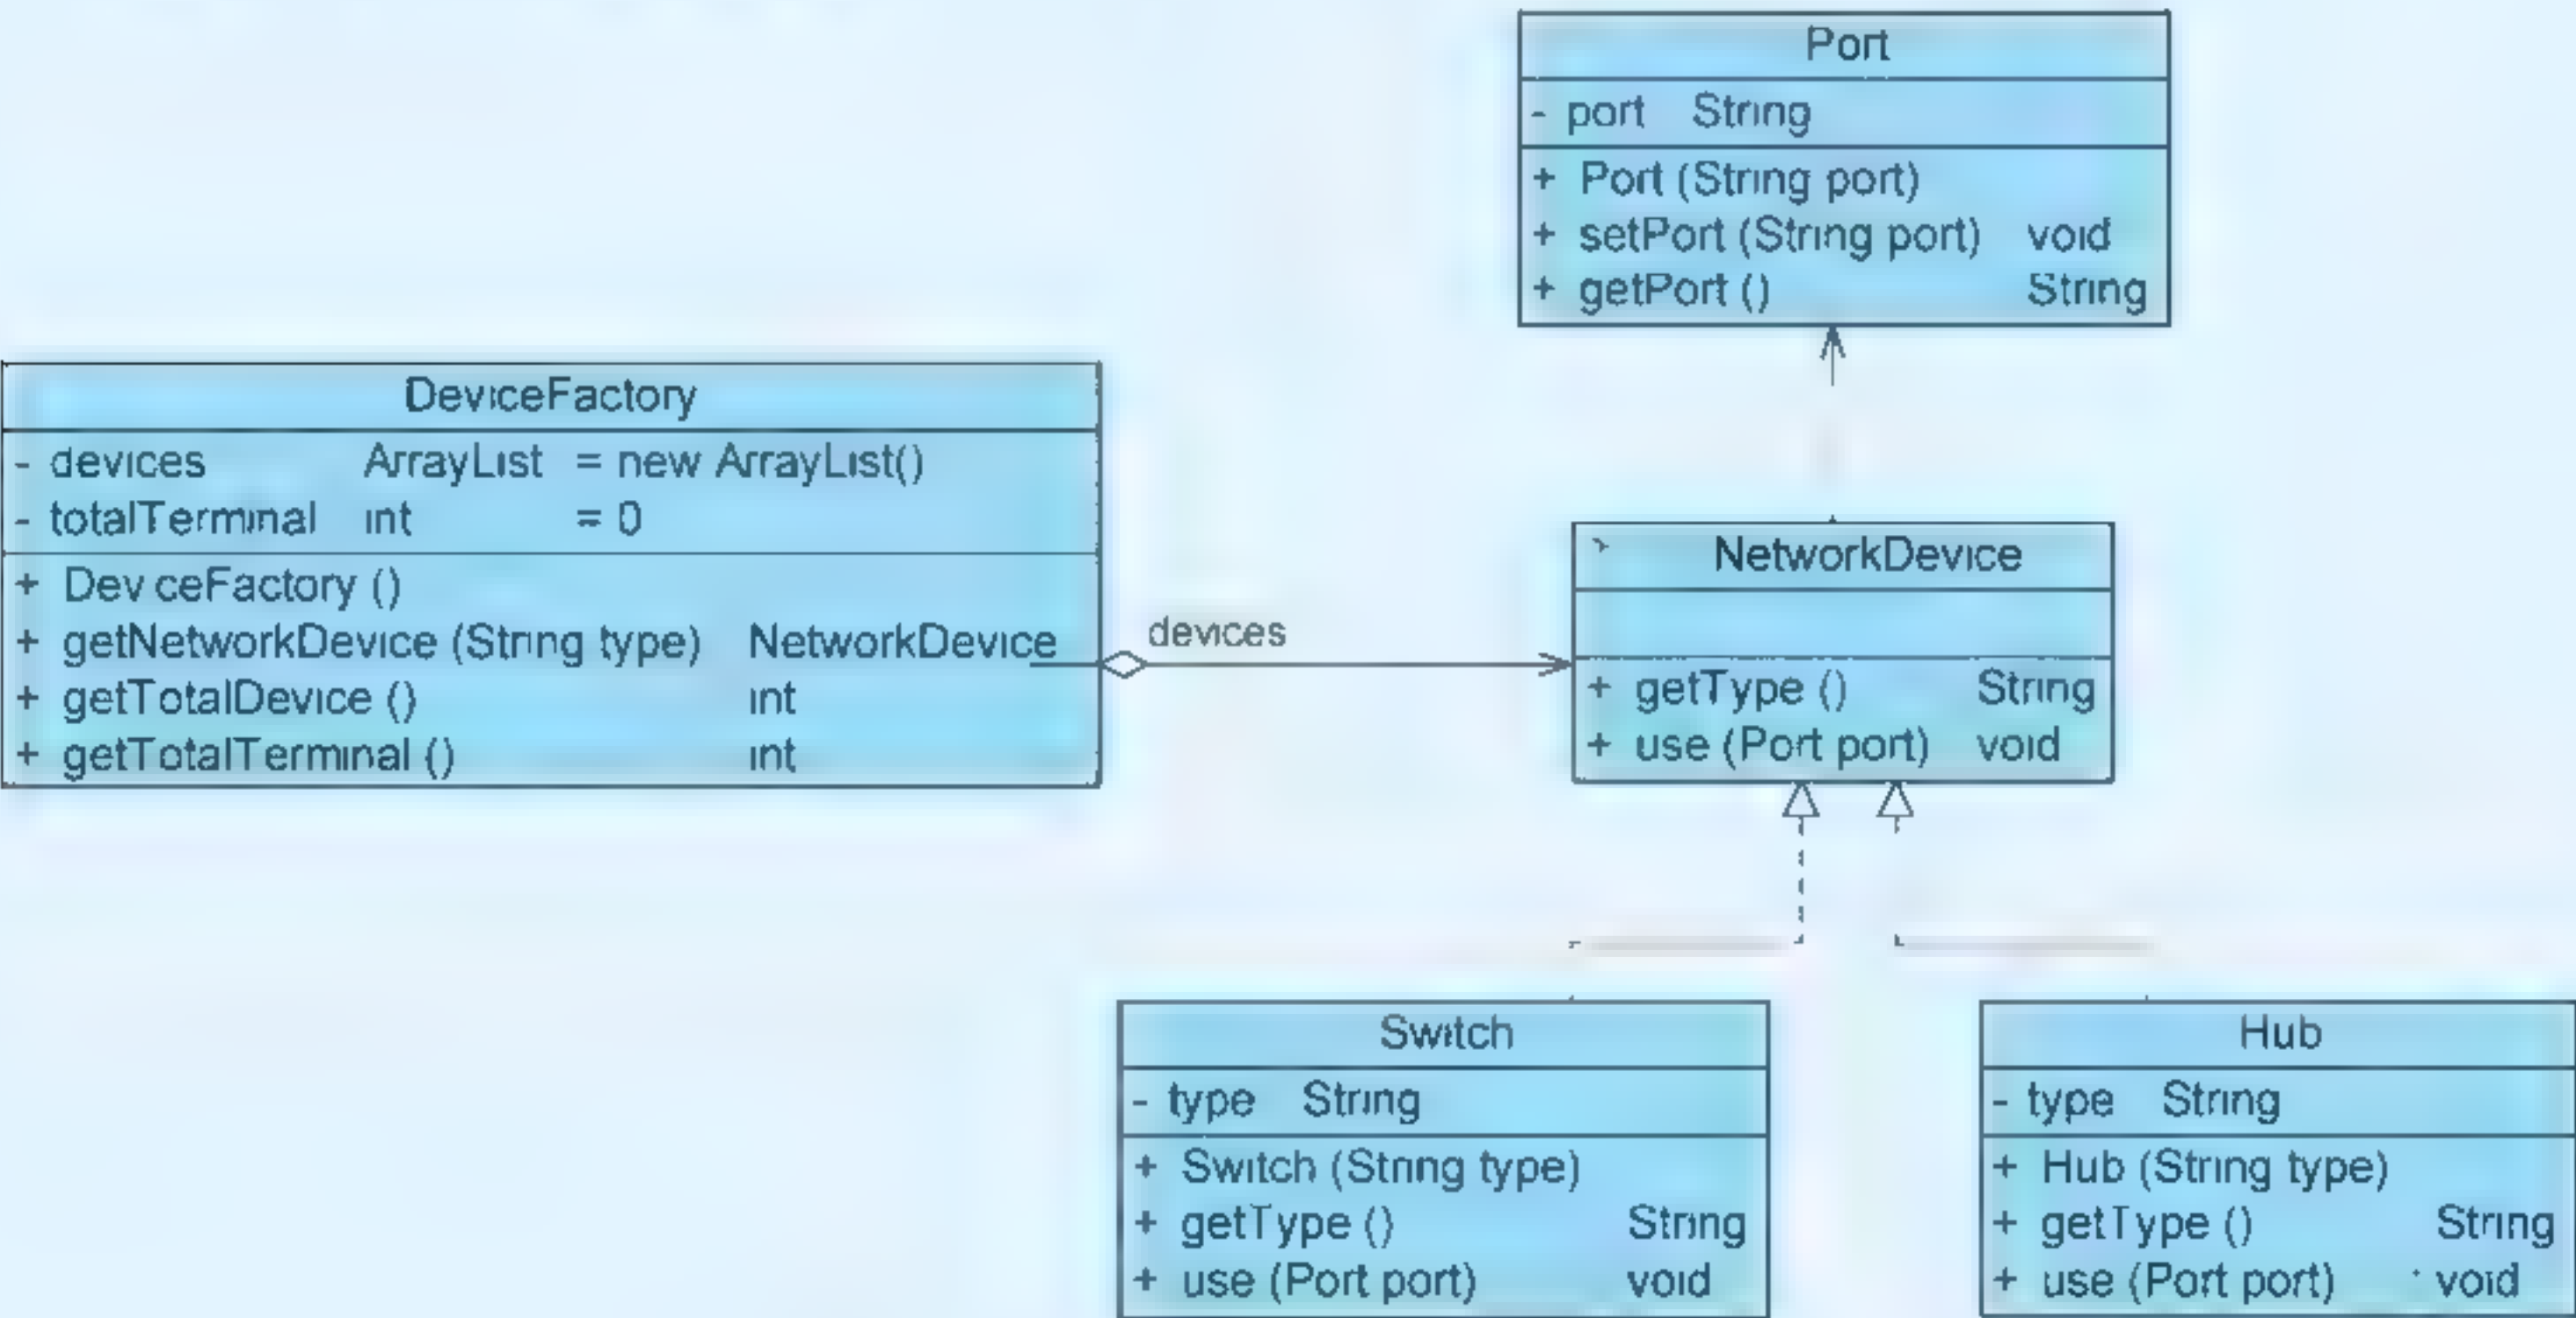 Port
- port String
+ Port (String port)
+ setPort (String port) void
+ getPort () String
DeviceFactory
- devices ArrayList = new ArrayList()
- totalTerminal int = 0
+ DeviceFactory ()
+ getNetworkDevice (String type) NetworkDevice
+ getTotalDevice () int
+ getTotalTerminal () int
devices
NetworkDevice
+ getType () String
+ use (Port port) void
Switch
- type String
+ Switch (String type)
+ getType () String
+ use (Port port) void
Hub
- type String
+ Hub (String type)
+ getType () String
+ use (Port port) void